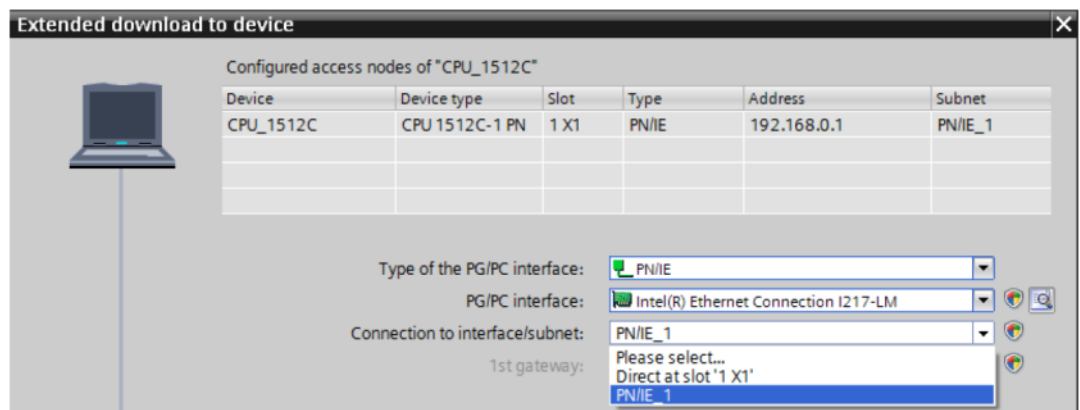 Extended download to device
Configured access nodes of "CPU_1512C"
Device Device type Slot Type Address Subnet
CPU_1512C CPU 1512C-1 PN 1 X1 PN/IE 192.168.0.1 PN/IE_1
Type of the PG/PC interface: PN/IE
PG/PC interface: Intel(R) Ethernet Connection I217-LM
Connection to interface/subnet: PN/IE_1
Please select...
1st gateway:
Direct at slot '1 X1'
PN/IE_1